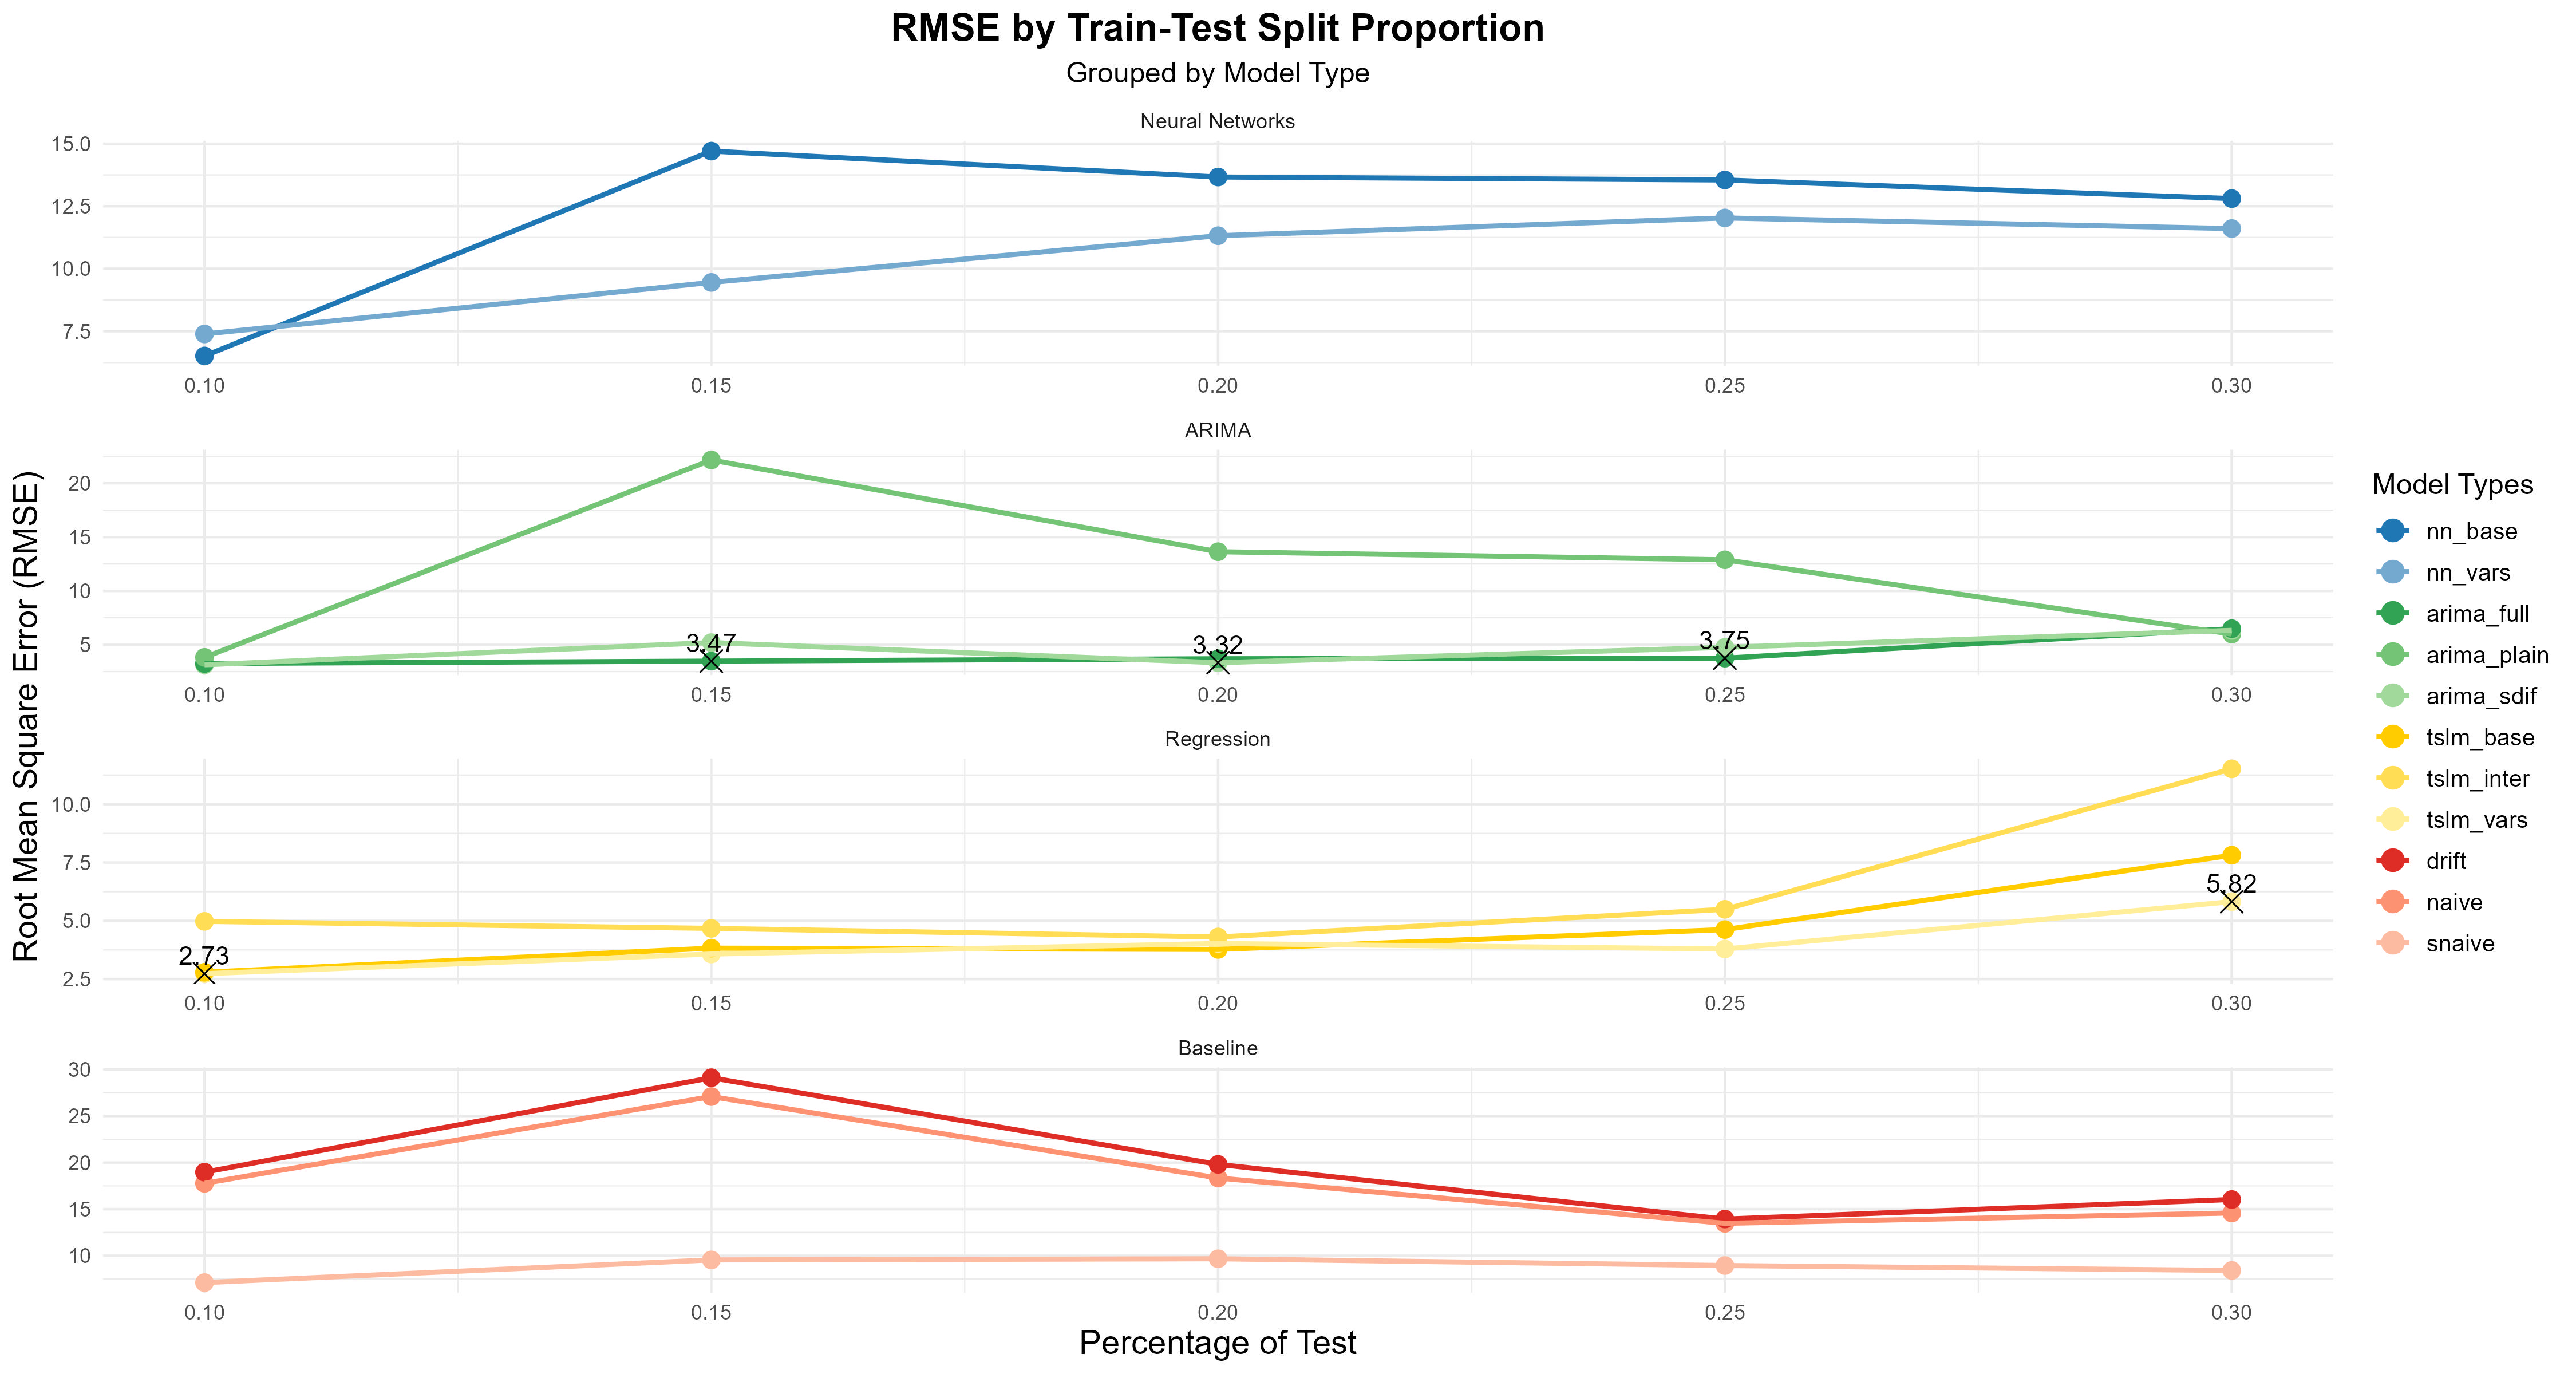 RMSE by Train-Test Split Proportion
Grouped by Model Type
Root Mean Square Error (RMSE)
Neural Networks
15.0
12.5
10.0
7.5
0.10 0.15 0.20 0.25 0.30
ARIMA
20
15
10
5
3.47 3.32 3.75
0.10 0.15 0.20 0.25 0.30
Regression
10.0
7.5
5.0
2.5
2.73 5.82
0.10 0.15 0.20 0.25 0.30
Baseline
30
25
20
15
10
0.10 0.15 0.20 0.25 0.30
Percentage of Test
Model Types
nn_base
nn_vars
arima_full
arima_plain
arima_sdif
tslm_base
tslm_inter
tslm_vars
drift
naive
snaive